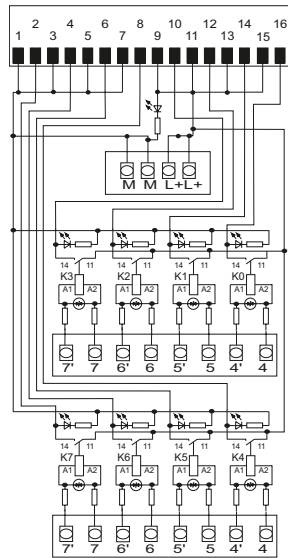 1 2 3 4 5 6 7 8 9 10 11 12 13 14 15 16
M M L+ L+
14 11 14 11 14 11 14 11
K3 K2 K1 K0
A1 A2 A1 A2 A1 A2 A1 A2
7' 7 6' 6 5' 5 4' 4
14 11 14 11 14 11 14 11
K7 K6 K5 K4
A1 A2 A1 A2 A1 A2 A1 A2
7' 7 6' 6 5' 5 4' 4